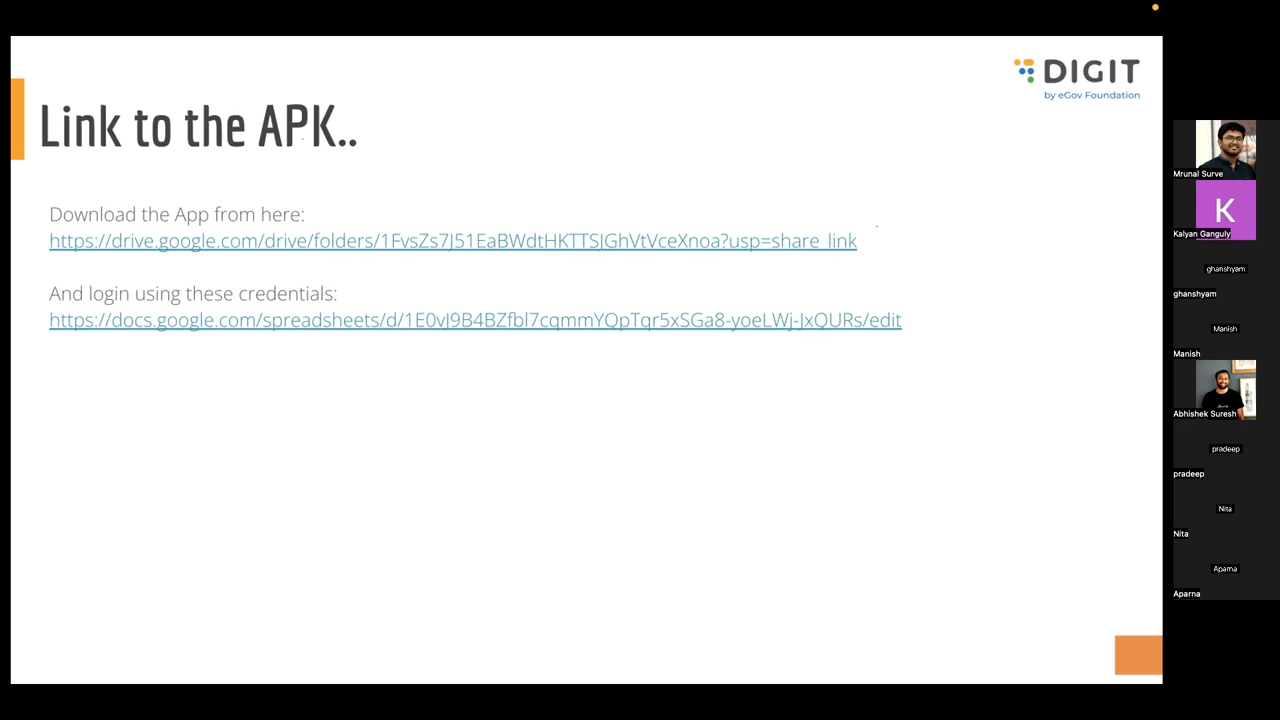 DIGIT
by eGov Foundation
Link to the APK..
Download the App from here:
https://drive.google.com/drive/folders/1FvsZs7J51EaBWdtHKTTSJGhVtVceXnoa?usp=share_link
And login using these credentials:
https://docs.google.com/spreadsheets/d/1E0vJ9B4BZfbl7cqmmYQpTqr5xSGa8-yoeLWj-JxQURs/edit
Mrunal Surve
K
Kalyan Ganguly
ghanshyam
ghanshyam
Manish
Manish
Abhishek Suresh
pradeep
pradeep
Nita
Nita
Aparna
Aparna